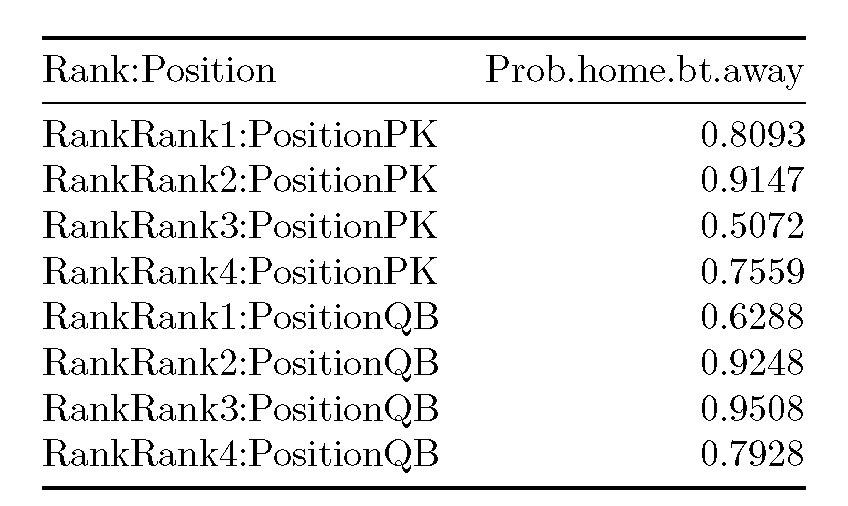 Rank:Position Prob.home.bt.away
RankRank1:PositionPK 0.8093
RankRank2:PositionPK 0.9147
RankRank3:PositionPK 0.5072
RankRank4:PositionPK 0.7559
RankRank1:PositionQB 0.6288
RankRank2:PositionQB 0.9248
RankRank3:PositionQB 0.9508
RankRank4:PositionQB 0.7928